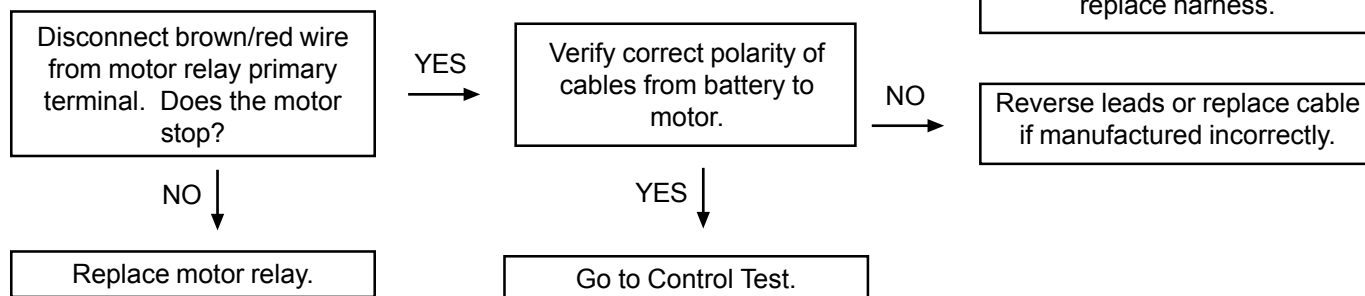 replace harness.
Disconnect brown/red wire
from motor relay primary
terminal. Does the motor
stop?
YES
Verify correct polarity of
cables from battery to
motor.
NO
Reverse leads or replace cable
if manufactured incorrectly.
NO
YES
Replace motor relay.
Go to Control Test.